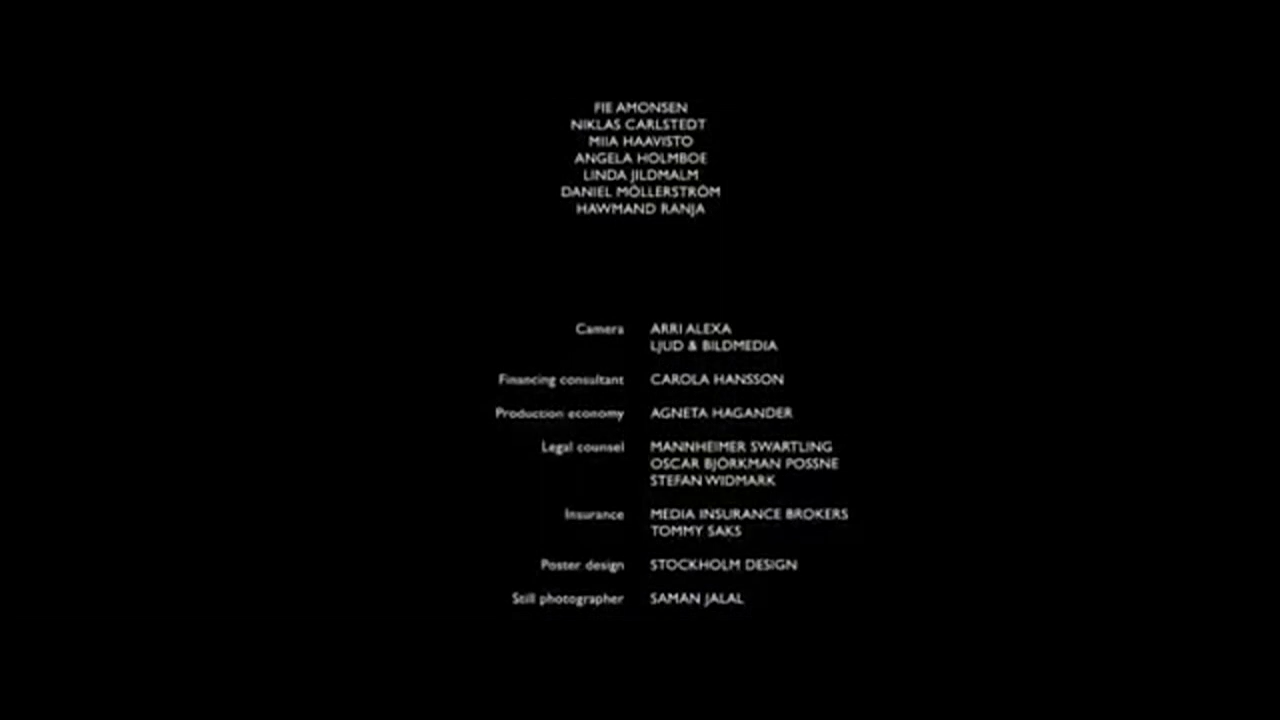 FIE AMONSEN
NIKLAS CARLSTEDT
MIIA HAAVISTO
ANGELA HOLMBOE
LINDA JILDMALM
DANIEL MÖLLERSTRÖM
HAWMAND RANJA
Camera ARRI ALEXA
LJUD & BILDMEDIA
Financing consultant CAROLA HANSSON
Production economy AGNETA HAGANDER
Legal counsel MANNHEIMER SWARTLING
OSCAR BJÖRKMAN POSSNE
STEFAN WIDMARK
Insurance MEDIA INSURANCE BROKERS
TOMMY SAKS
Poster design STOCKHOLM DESIGN
Still photographer SAMAN JALAL